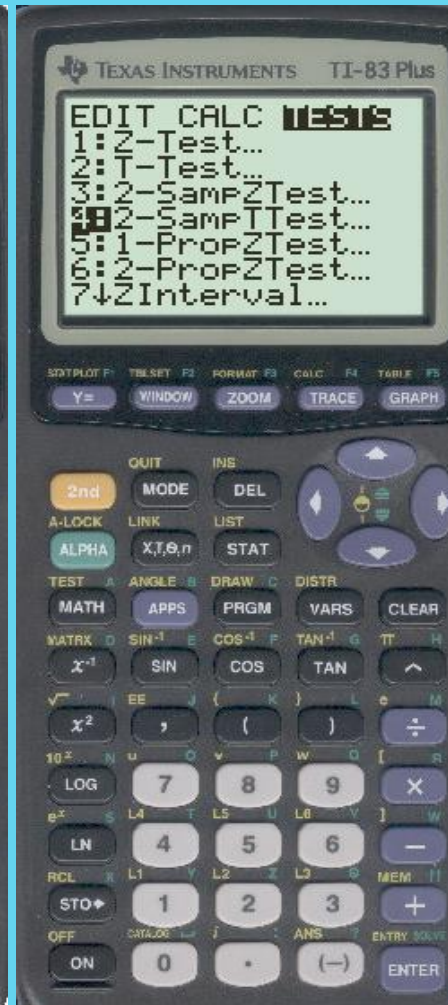 TEXAS INSTRUMENTS TI-83 Plus
EDIT CALC TESTS
1:Z-Test…
2:T-Test…
3:2-SampZTest…
4:2-SampTTest…
5:1-PropZTest…
6:2-PropZTest…
7↓ZInterval…
STAT PLOT F1 TBLSET F2 FORMAT F3 CALC F4 TABLE F5
Y= WINDOW ZOOM TRACE GRAPH
QUIT INS
2nd MODE DEL
A-LOCK LINK LIST
ALPHA X,T,Θ,n STAT
TEST A ANGLE B DRAW C DISTR
MATH APPS PRGM VARS CLEAR
MATRX D SIN-1 E COS-1 F TAN-1 G π H
x-1 SIN COS TAN ^
√ I EE J { K } L e M
x2 , ( ) ÷
10x N u O v P w Q [ R
LOG 7 8 9 ×
ex S L4 T L5 U L6 V ] W
LN 4 5 6 −
RCL X L1 Y L2 Z L3 θ MEM "
STO 1 2 3 +
OFF CATALOG i : ANS ? ENTRY SOLVE
ON 0 . (−) ENTER